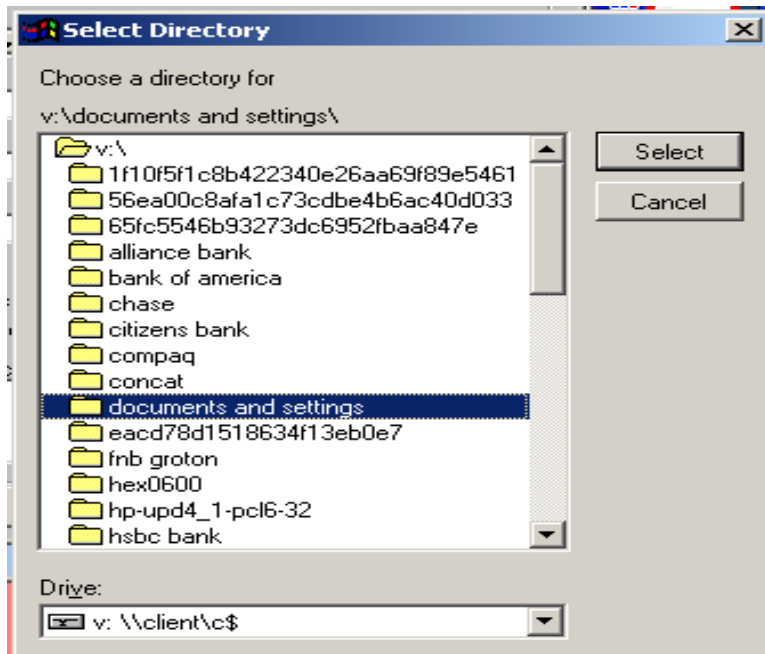 Select Directory
Choose a directory for
v:\documents and settings\
v:\
1f10f5f1c8b422340e26aa69f89e5461
56ea00c8afa1c73cdbe4b6ac40d033
65fc5546b93273dc6952fbaa847e
alliance bank
bank of america
chase
citizens bank
compaq
concat
documents and settings
eacd78d1518634f13eb0e7
fnb groton
hex0600
hp-upd4_1-pcl6-32
hsbc bank
Select
Cancel
Drive:
v: \\client\c$